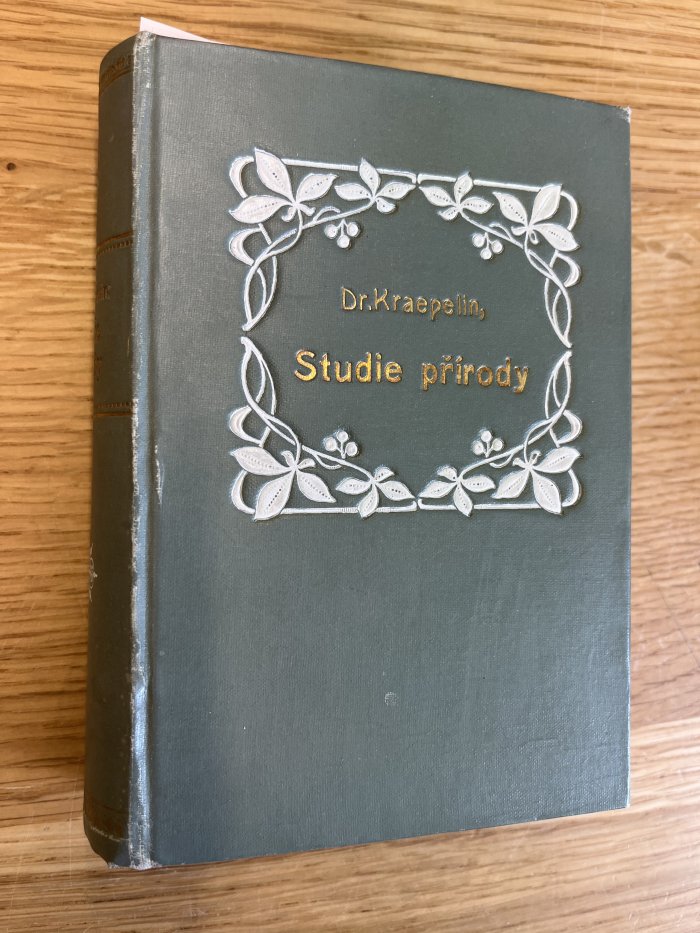 Dr. Kraepelin,
Studie přírody